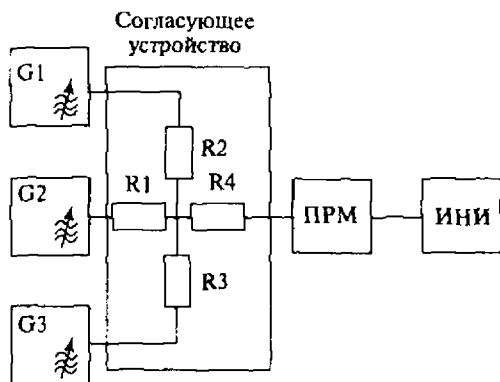 Согласующее
устройство
G1
R2
R1
R4
G2
ПРМ
ИНИ
R3
G3